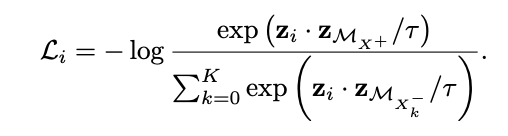 $$\mathcal{L}_i = -\log \frac{\exp\left(\mathbf{z}_i \cdot \mathbf{z}_{\mathcal{M}_{X^+}}/\tau\right)}{\sum_{k=0}^{K} \exp\left(\mathbf{z}_i \cdot \mathbf{z}_{\mathcal{M}_{X_k^-}}/\tau\right)}.$$